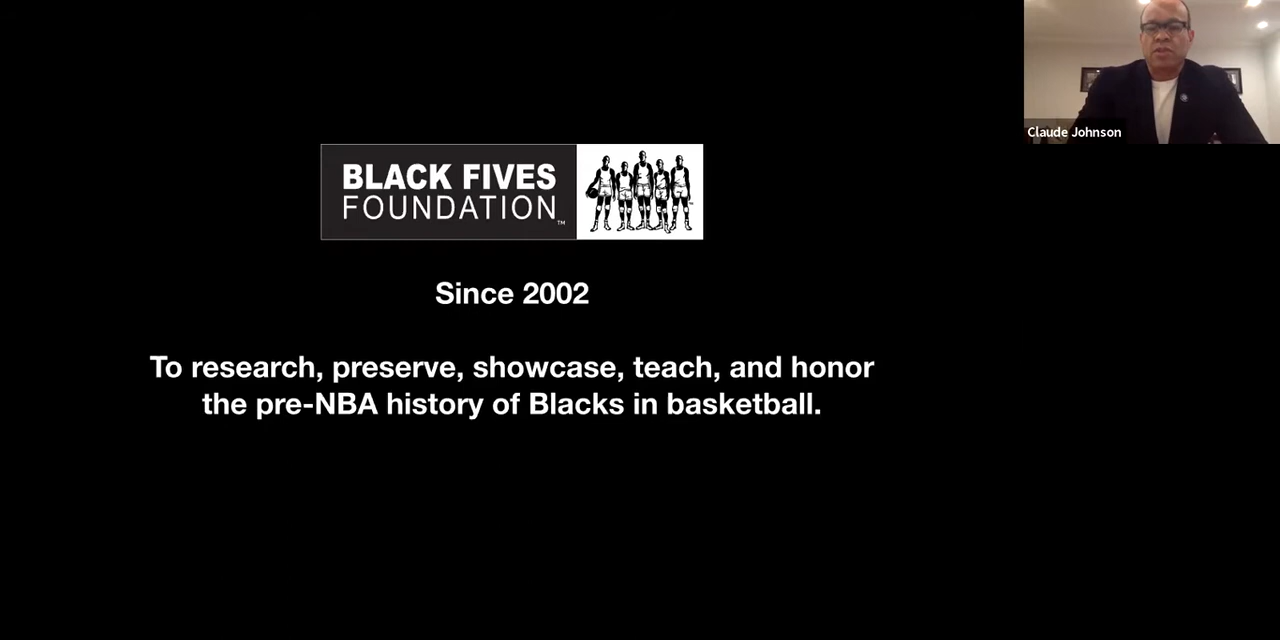 BLACK FIVES
FOUNDATION™
Since 2002
To research, preserve, showcase, teach, and honor
the pre-NBA history of Blacks in basketball.
Claude Johnson